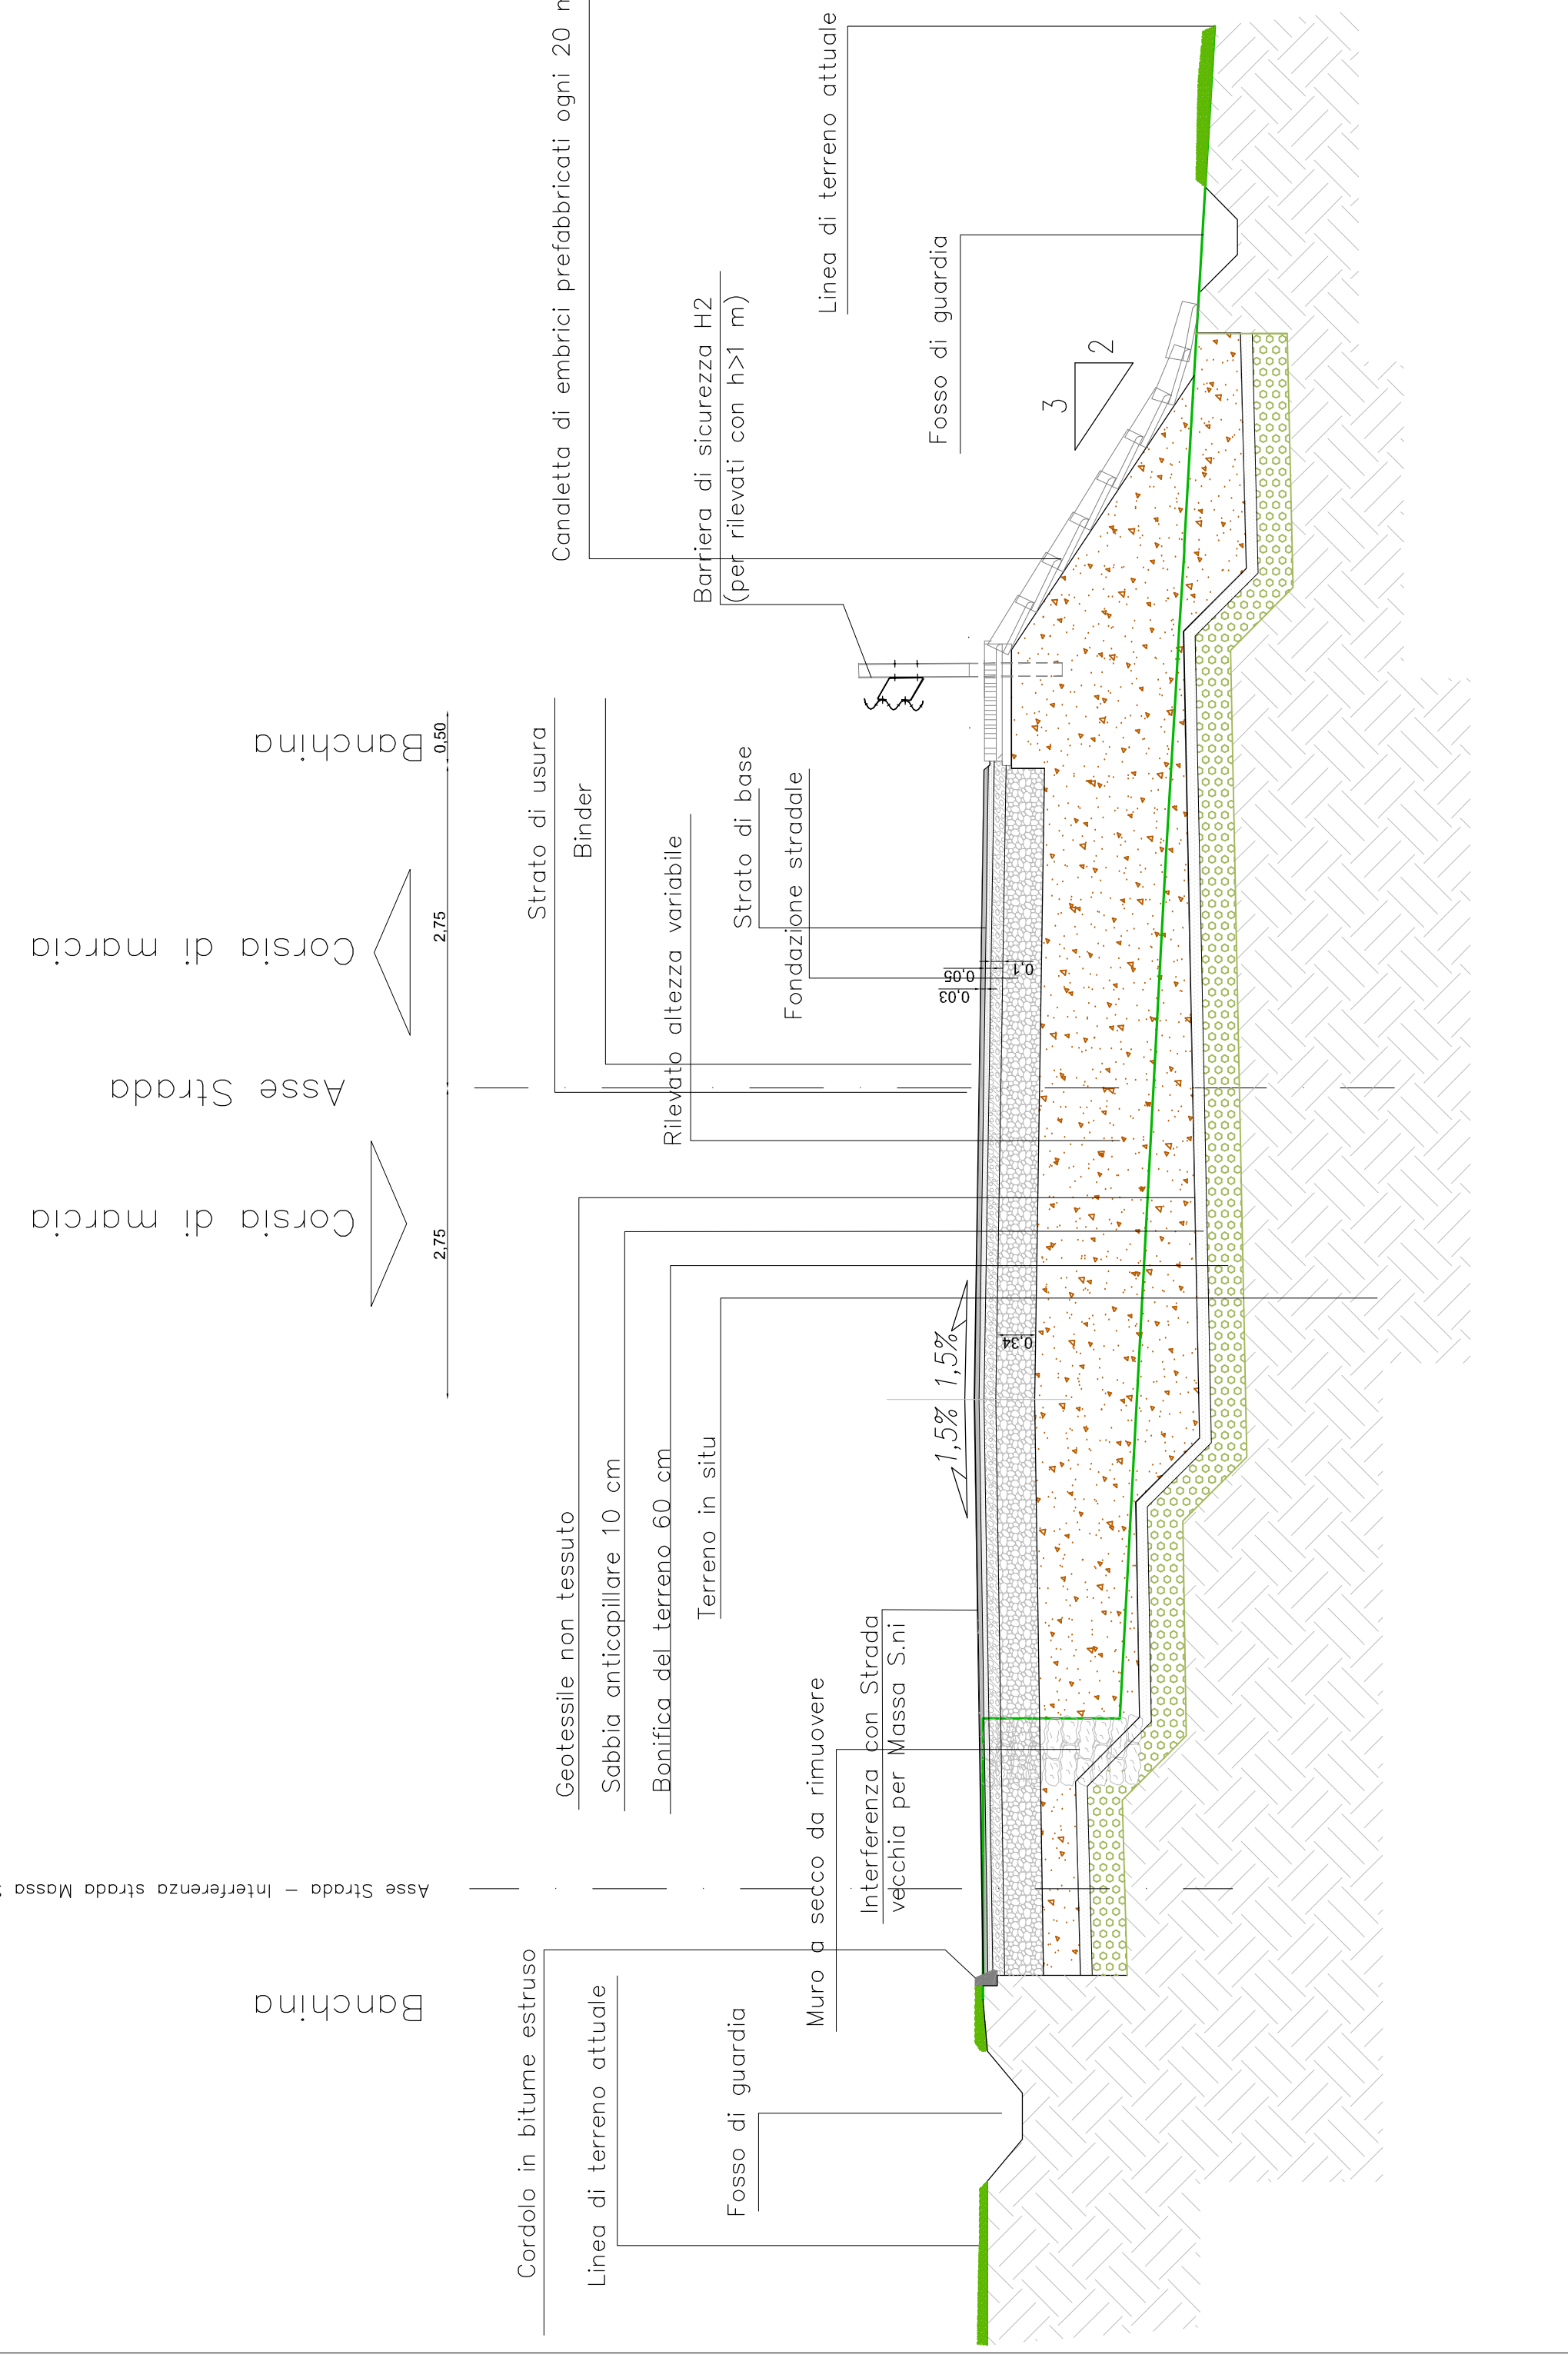 Canaletta di embrici prefabbricati ogni 20
Linea di terreno attuale
Barriera di sicurezza H2
(per rilevati con h>1 m)
Fosso di guardia
3
2
Banchina
0,50
Corsia di marcia
2,75
Asse Strada
Corsia di marcia
2,75
Strato di usura
Binder
Rilevato altezza variabile
Strato di base
Fondazione stradale
0,03
0,05
0,1
0,34
1,5%
1,5%
Geotessile non tessuto
Sabbia anticapillare 10 cm
Bonifica del terreno 60 cm
Terreno in situ
Muro a secco da rimuovere
Interferenza con Strada
vecchia per Massa S.ni
Asse Strada – Interferenza strada Massa
Banchina
Cordolo in bitume estruso
Linea di terreno attuale
Fosso di guardia